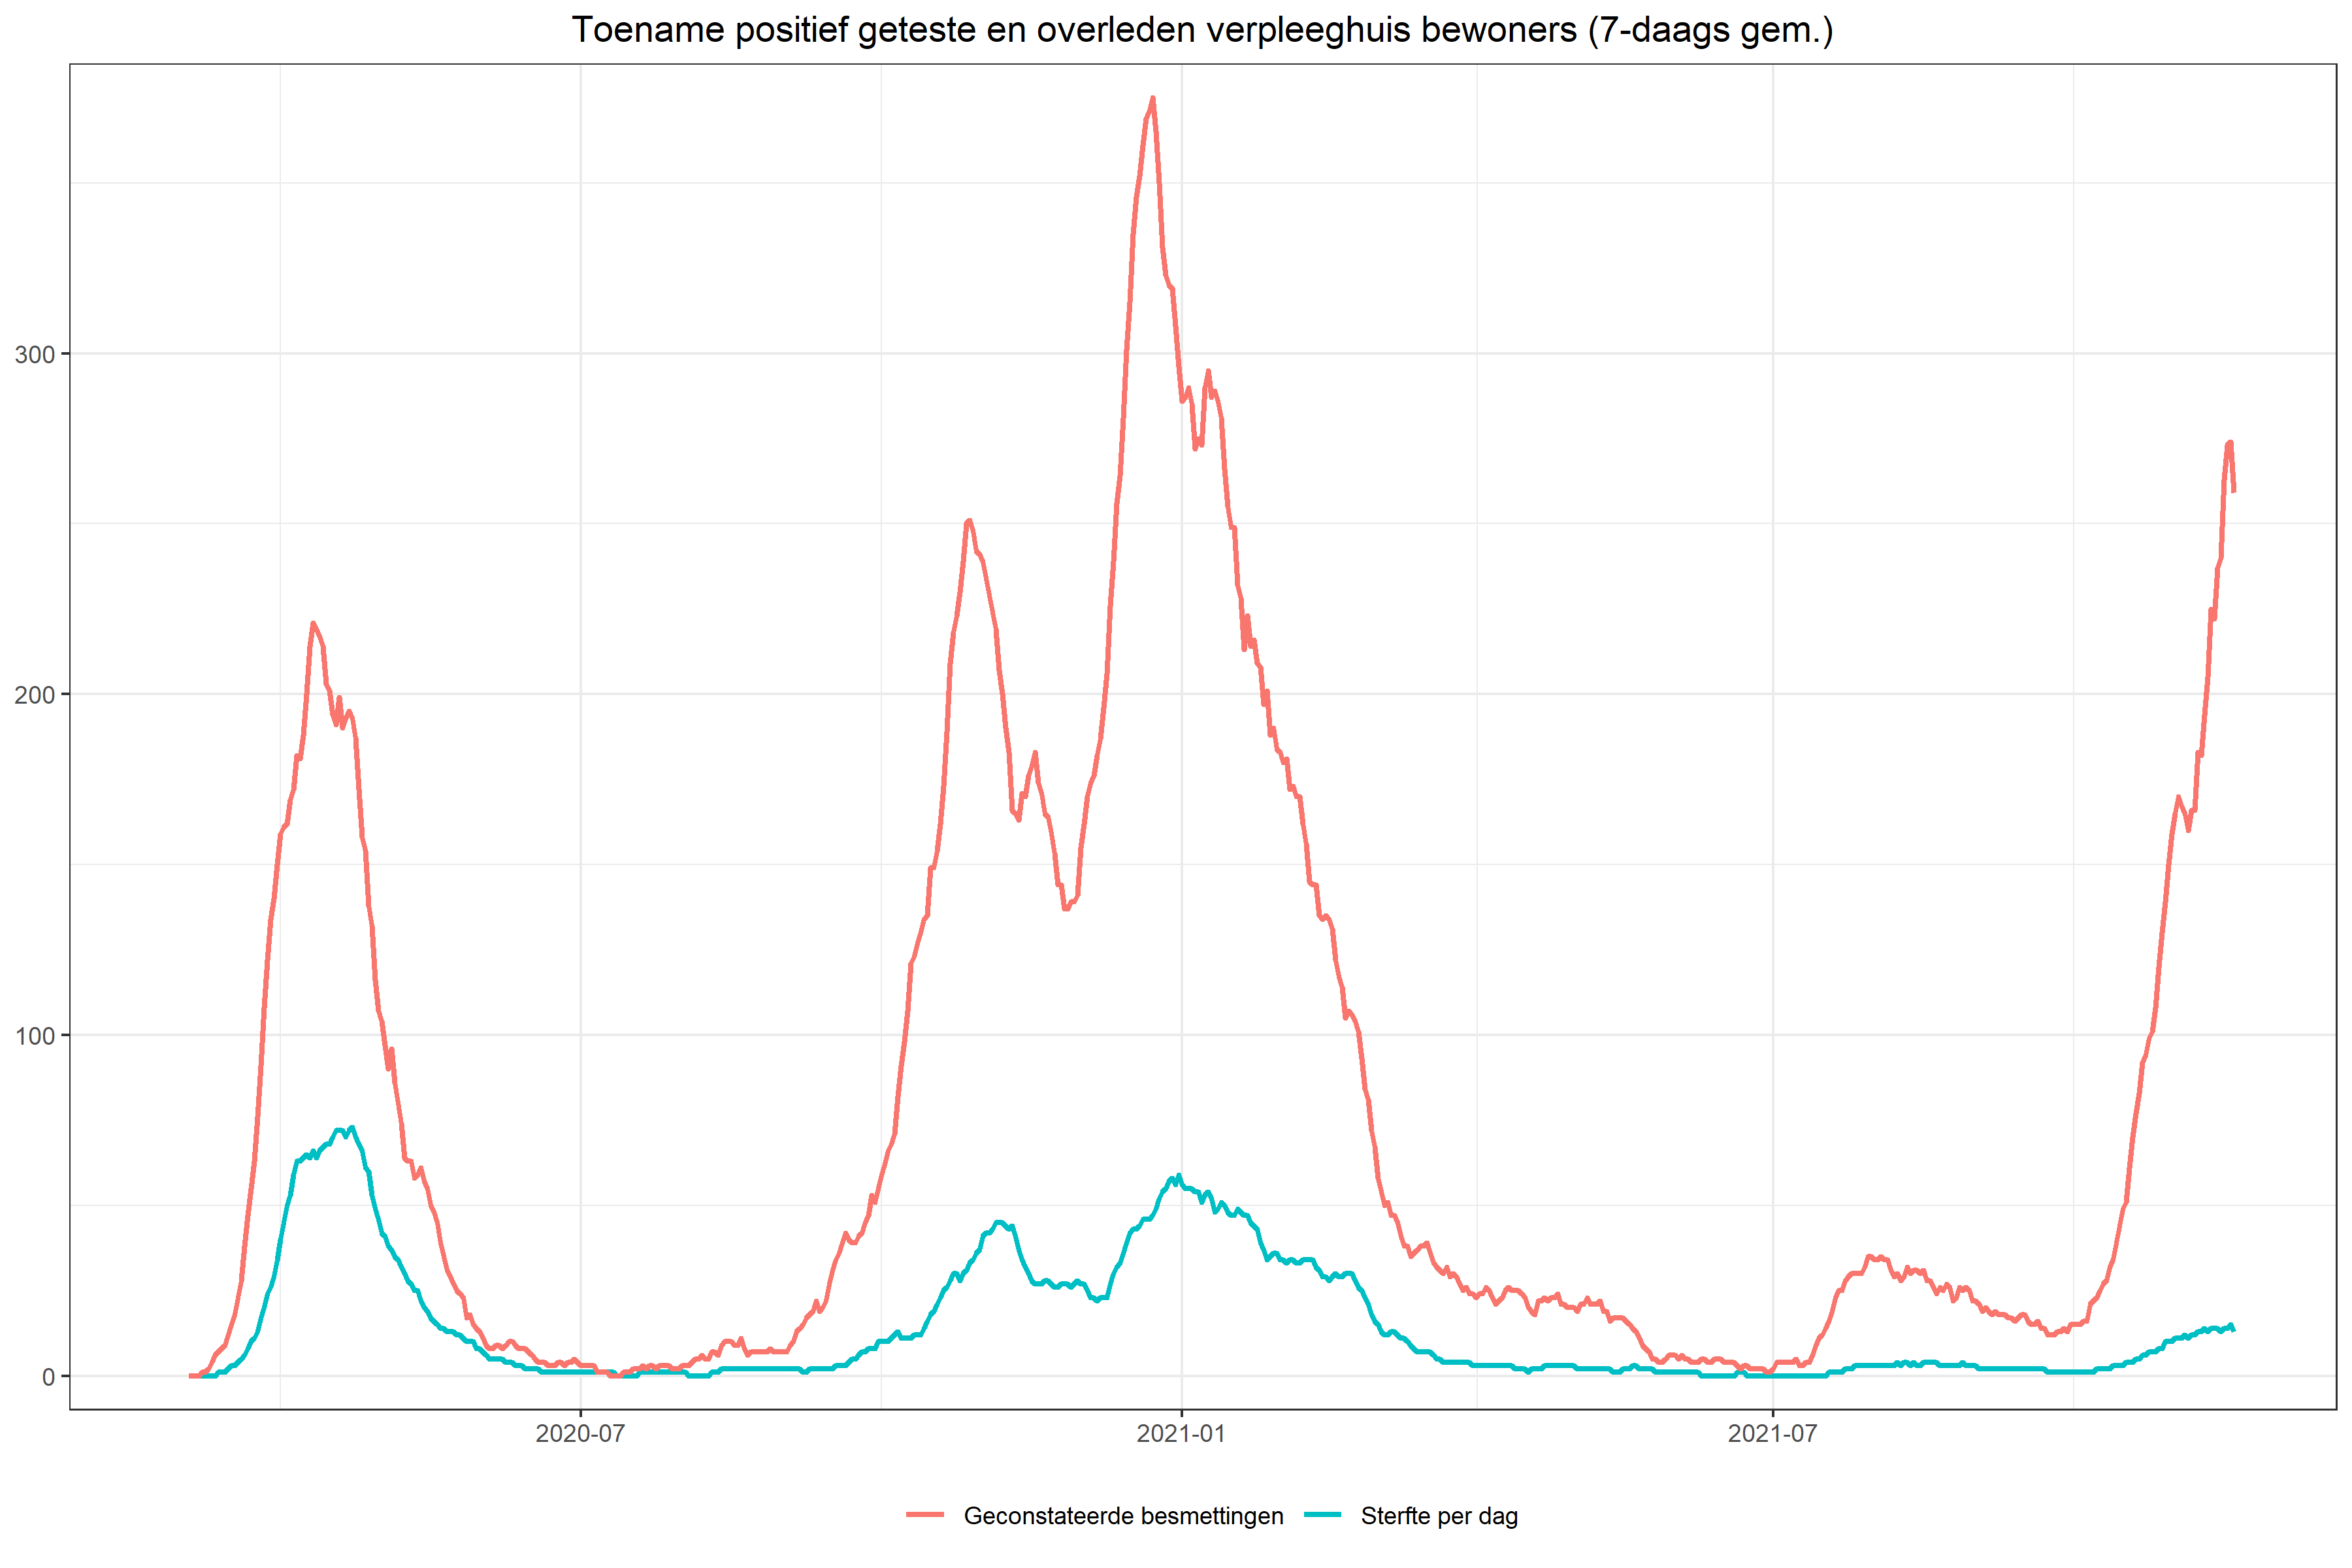 Toename positief geteste en overleden verpleeghuis bewoners (7-daags gem.)
300
200
100
0
2020-07 2021-01 2021-07
Geconstateerde besmettingen Sterfte per dag